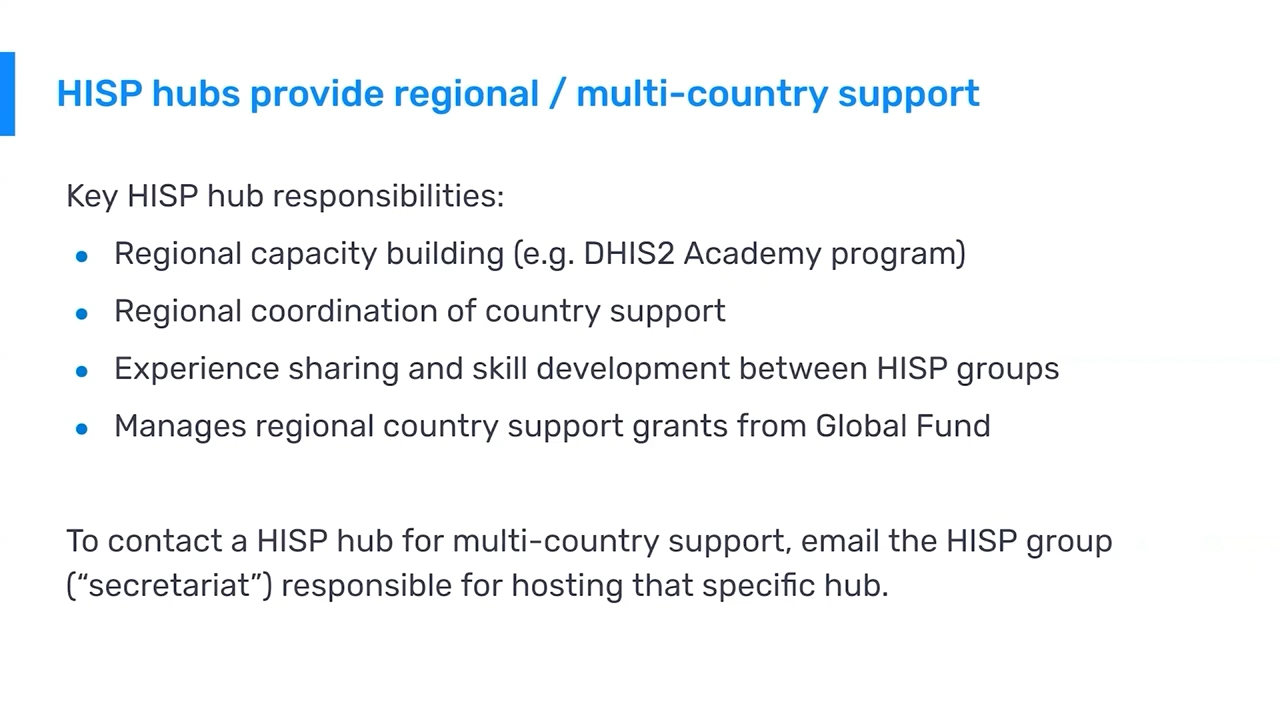 HISP hubs provide regional / multi-country support
Key HISP hub responsibilities:
• Regional capacity building (e.g. DHIS2 Academy program)
• Regional coordination of country support
• Experience sharing and skill development between HISP groups
• Manages regional country support grants from Global Fund
To contact a HISP hub for multi-country support, email the HISP group
(“secretariat”) responsible for hosting that specific hub.